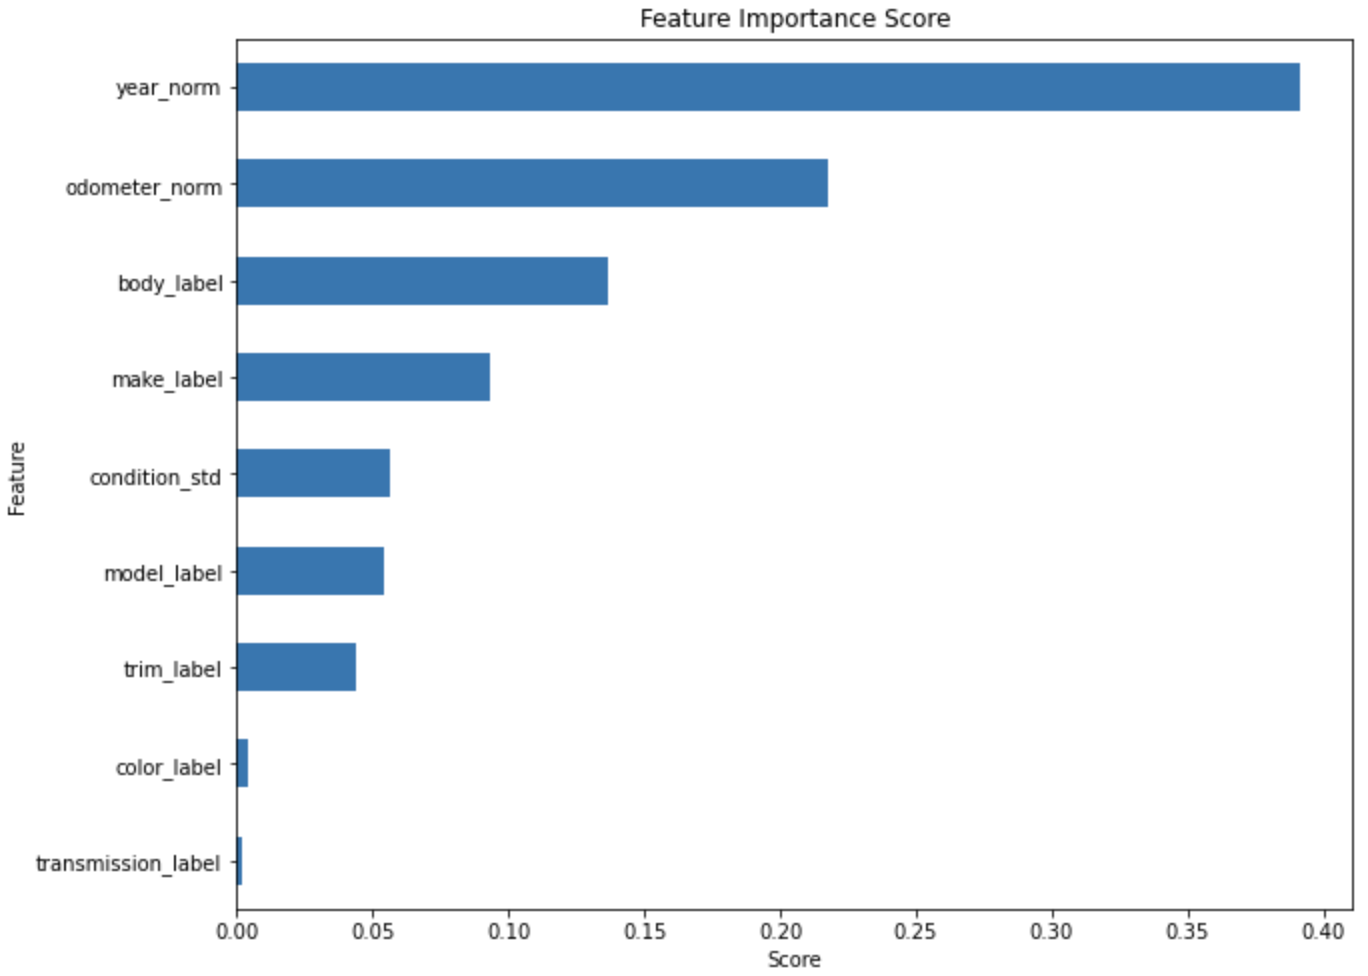 Feature Importance Score
year_norm
odometer_norm
body_label
make_label
condition_std
model_label
trim_label
color_label
transmission_label
Feature
0.00 0.05 0.10 0.15 0.20 0.25 0.30 0.35 0.40
Score